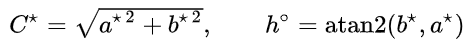 C⋆ = √(a⋆ 2 + b⋆ 2), h° = atan2(b⋆, a⋆)